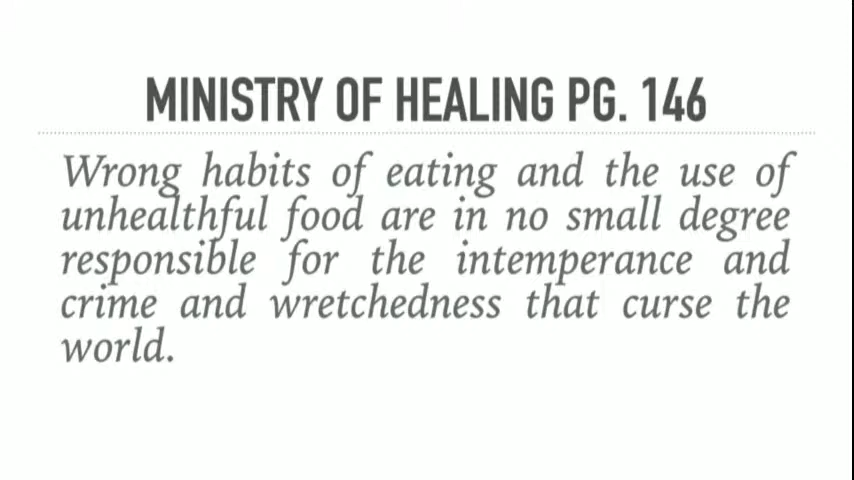 MINISTRY OF HEALING PG. 146
Wrong habits of eating and the use of
unhealthful food are in no small degree
responsible for the intemperance and
crime and wretchedness that curse the
world.